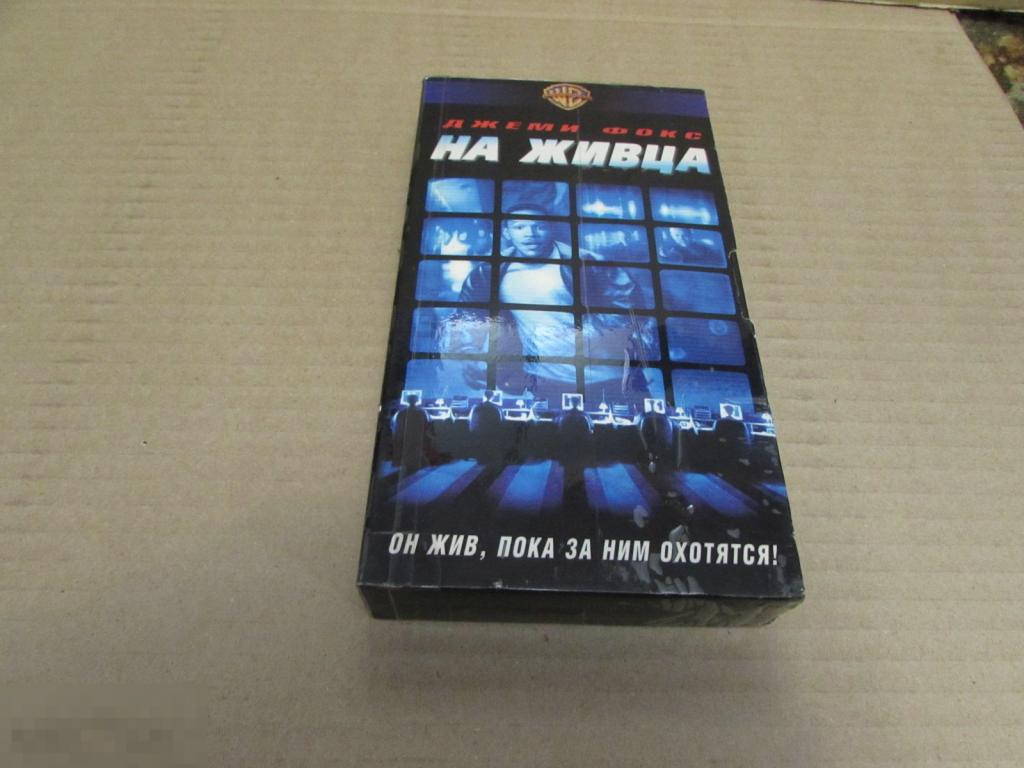 ДЖЕМИ ФОКС
НА ЖИВЦА
ОН ЖИВ, ПОКА ЗА НИМ ОХОТЯТСЯ!